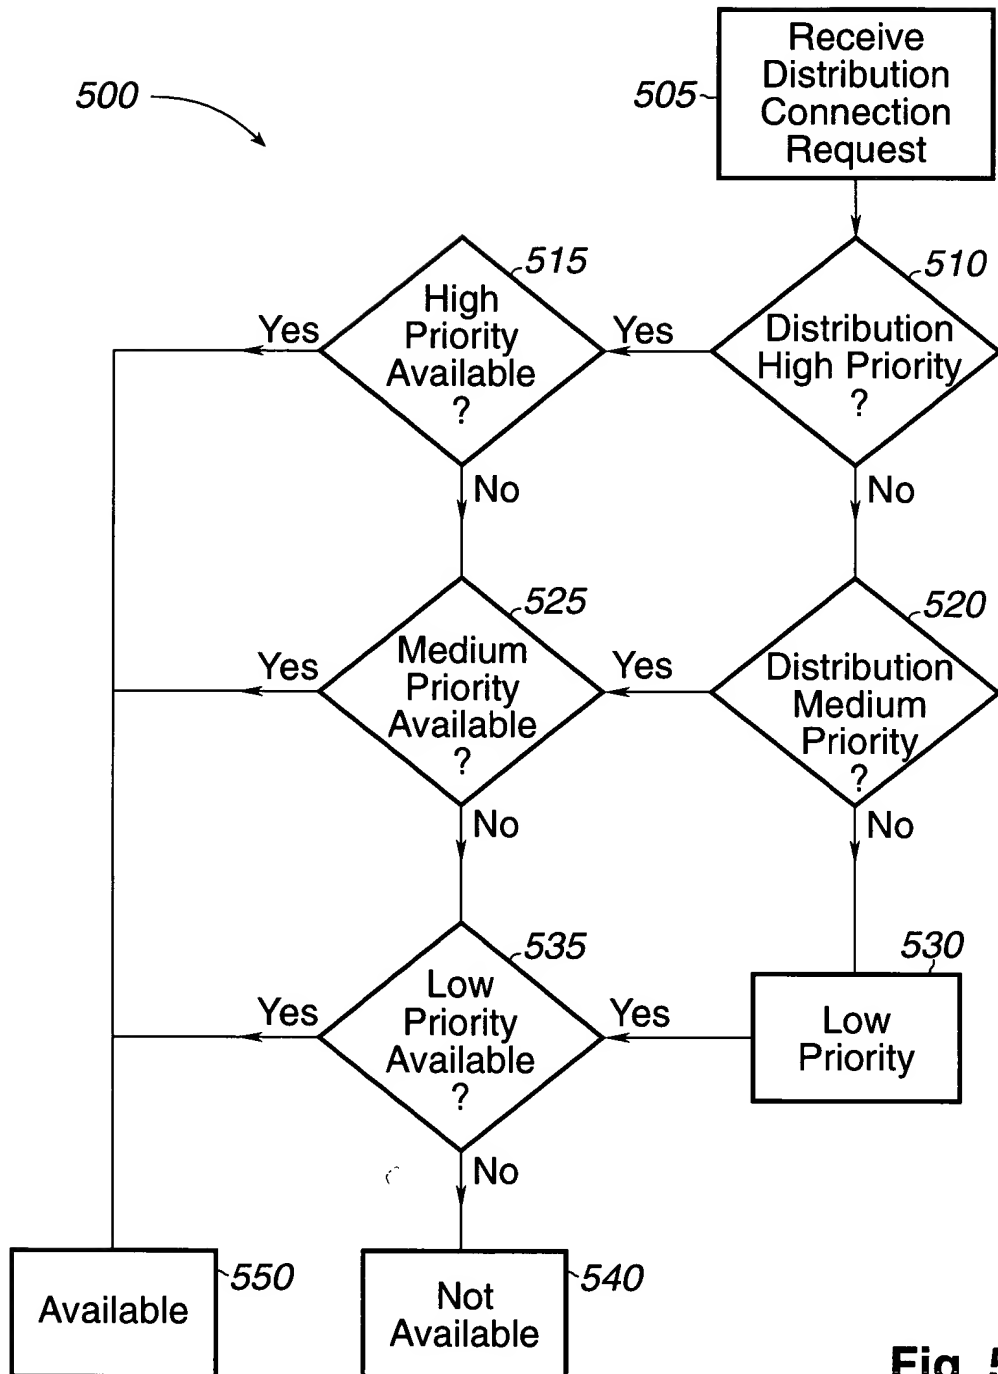 500
505
Receive
Distribution
Connection
Request
515
High
Priority
Available
?
Yes
No
510
Distribution
High Priority
?
Yes
No
525
Medium
Priority
Available
?
Yes
No
520
Distribution
Medium
Priority
?
Yes
No
535
Low
Priority
Available
?
Yes
No
530
Low
Priority
Yes
550
Available
540
Not
Available
Fig. 5